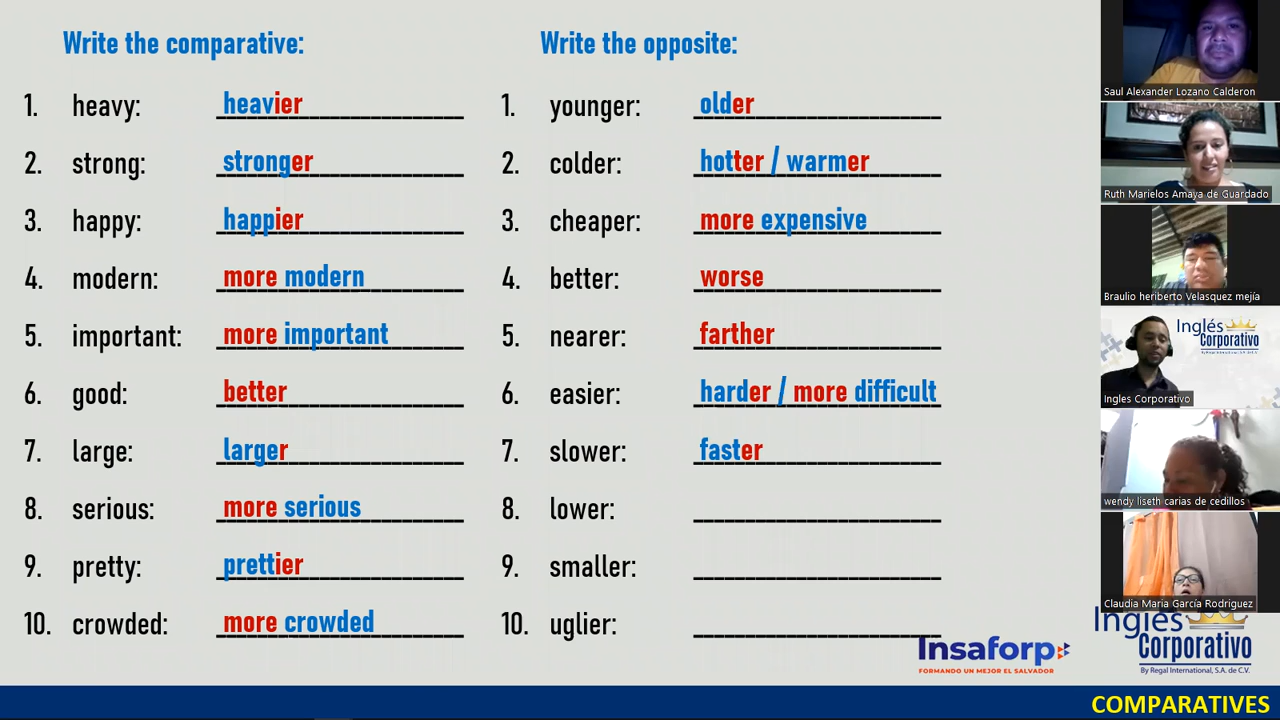 Write the comparative:
1. heavy: heavier
2. strong: stronger
3. happy: happier
4. modern: more modern
5. important: more important
6. good: better
7. large: larger
8. serious: more serious
9. pretty: prettier
10. crowded: more crowded
Write the opposite:
1. younger: older
2. colder: hotter / warmer
3. cheaper: more expensive
4. better: worse
5. nearer: farther
6. easier: harder / more difficult
7. slower: faster
8. lower:
9. smaller:
10. uglier:
Saul Alexander Lozano Calderon
Ruth Marielos Amaya de Guardado
Braulio heriberto Velasquez mejía
Inglés
Corporativo
By Regal International, S.A. de C.V.
Ingles Corporativo
wendy liseth carias de cedillos
Claudia Maria García Rodriguez
Insaforp
FORMANDO UN MEJOR EL SALVADOR
Inglés
Corporativo
By Regal International, S.A. de C.V.
COMPARATIVES